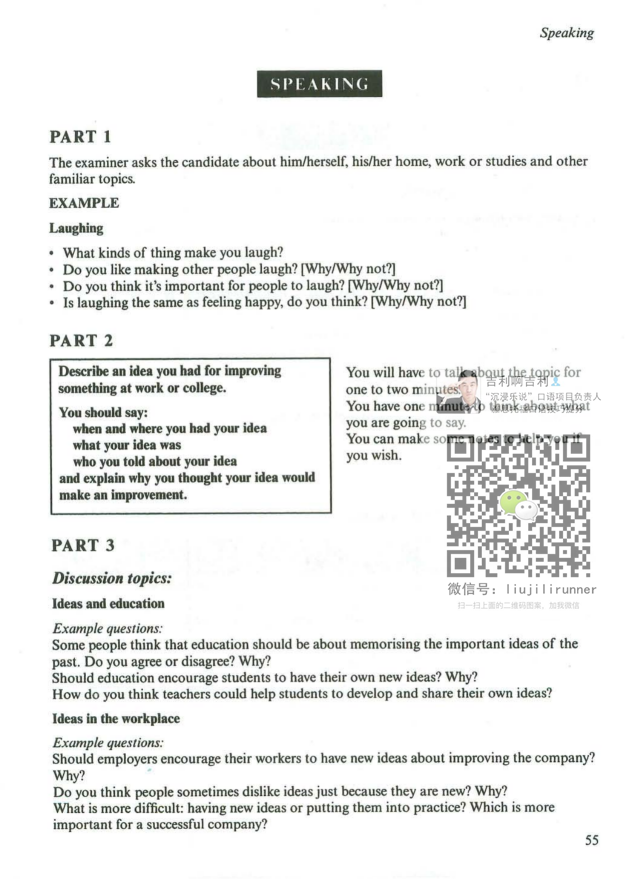 Speaking
SPEAKING
PART 1
The examiner asks the candidate about him/herself, his/her home, work or studies and other
familiar topics.
EXAMPLE
Laughing
• What kinds of thing make you laugh?
• Do you like making other people laugh? [Why/Why not?]
• Do you think it's important for people to laugh? [Why/Why not?]
• Is laughing the same as feeling happy, do you think? [Why/Why not?]
PART 2
Describe an idea you had for improving
something at work or college.
You should say:
when and where you had your idea
what your idea was
who you told about your idea
and explain why you thought your idea would
make an improvement.
You will have to talk about the topic for
one to two minutes.
You have one minute to think about what
you are going to say.
You can make some notes to help you if
you wish.
吉利啊吉利
"沉浸乐说"口语项目负责人
微信号：liujilirunner
扫一扫上面的二维码图案，加我微信
PART 3
Discussion topics:
Ideas and education
Example questions:
Some people think that education should be about memorising the important ideas of the
past. Do you agree or disagree? Why?
Should education encourage students to have their own new ideas? Why?
How do you think teachers could help students to develop and share their own ideas?
Ideas in the workplace
Example questions:
Should employers encourage their workers to have new ideas about improving the company?
Why?
Do you think people sometimes dislike ideas just because they are new? Why?
What is more difficult: having new ideas or putting them into practice? Which is more
important for a successful company?
55